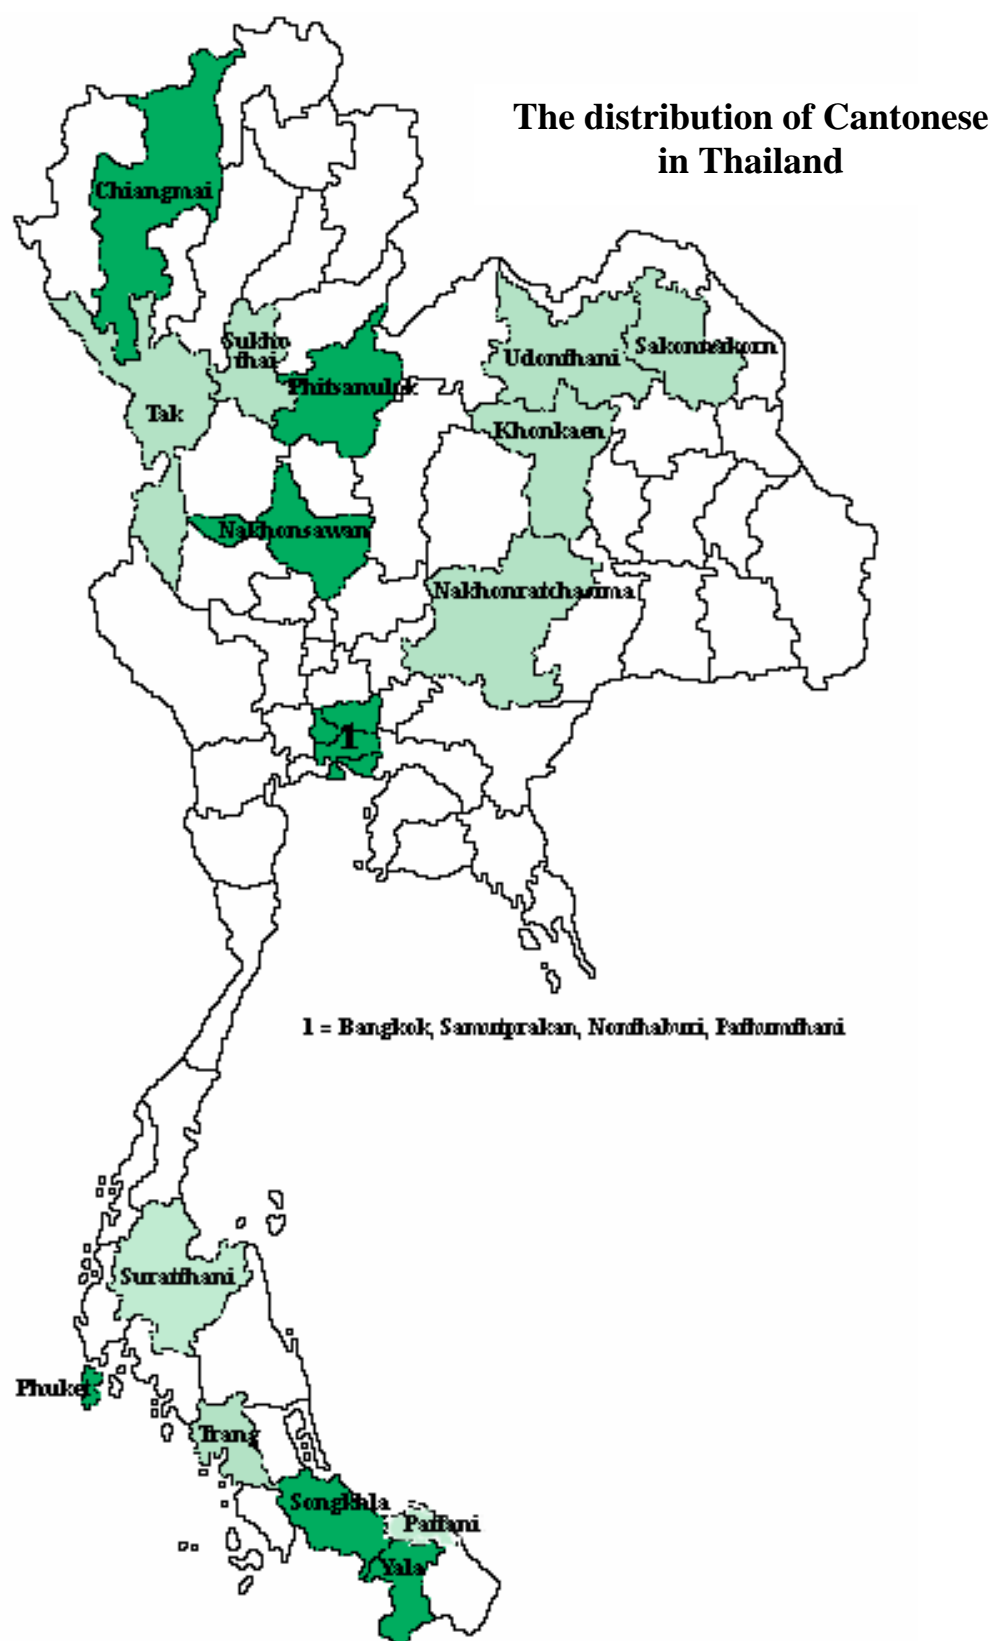 The distribution of Cantonese
in Thailand
Chiangmai
Sukho
thai
Phitsanulok
Tak
Udonthani
Sakonnakorn
Khonkaen
Nakhonsawan
Nakhonratchasima
1
1 = Bangkok, Samutprakan, Nonthaburi, Pathumthani
Suratthani
Phuket
Trang
Songkhla
Pattani
Yala